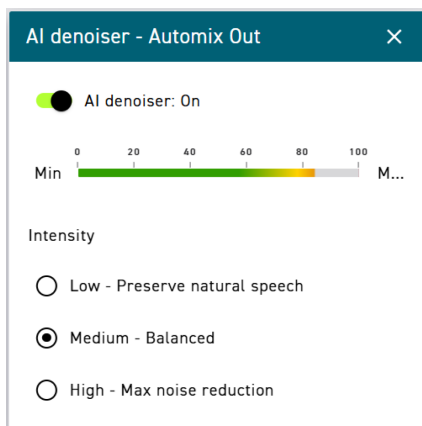 AI denoiser - Automix Out
AI denoiser: On
0 20 40 60 80 100
Min M...
Intensity
Low - Preserve natural speech
Medium - Balanced
High - Max noise reduction